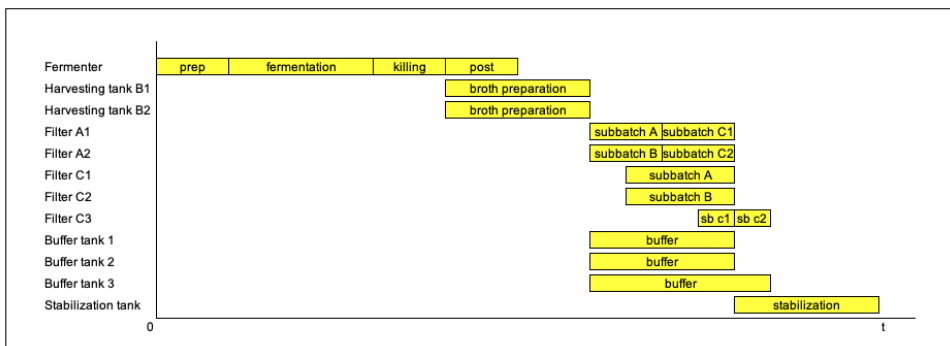 Fermenter prep fermentation killing post
Harvesting tank B1 broth preparation
Harvesting tank B2 broth preparation
Filter A1 subbatch A subbatch C1
Filter A2 subbatch B subbatch C2
Filter C1 subbatch A
Filter C2 subbatch B
Filter C3 sb c1 sb c2
Buffer tank 1 buffer
Buffer tank 2 buffer
Buffer tank 3 buffer
Stabilization tank stabilization
0 t